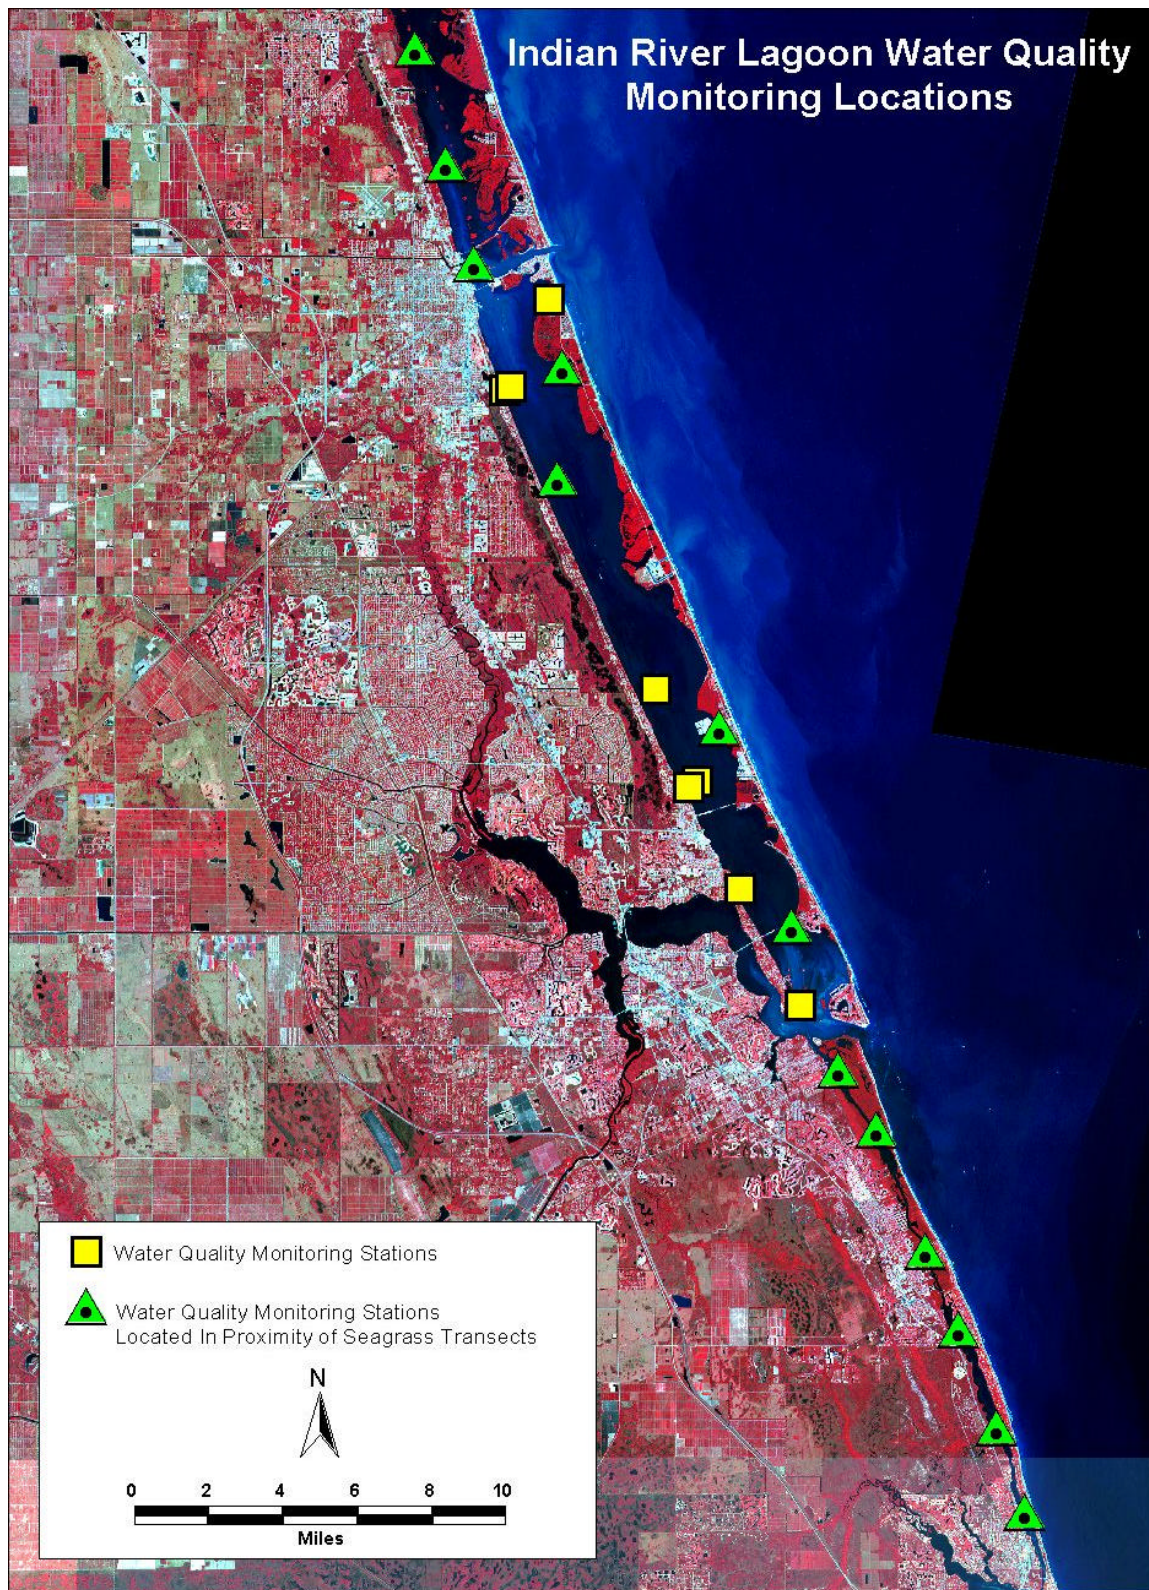 Indian River Lagoon Water Quality
Monitoring Locations
Water Quality Monitoring Stations
Water Quality Monitoring Stations
Located In Proximity of Seagrass Transects
N
0 2 4 6 8 10
Miles